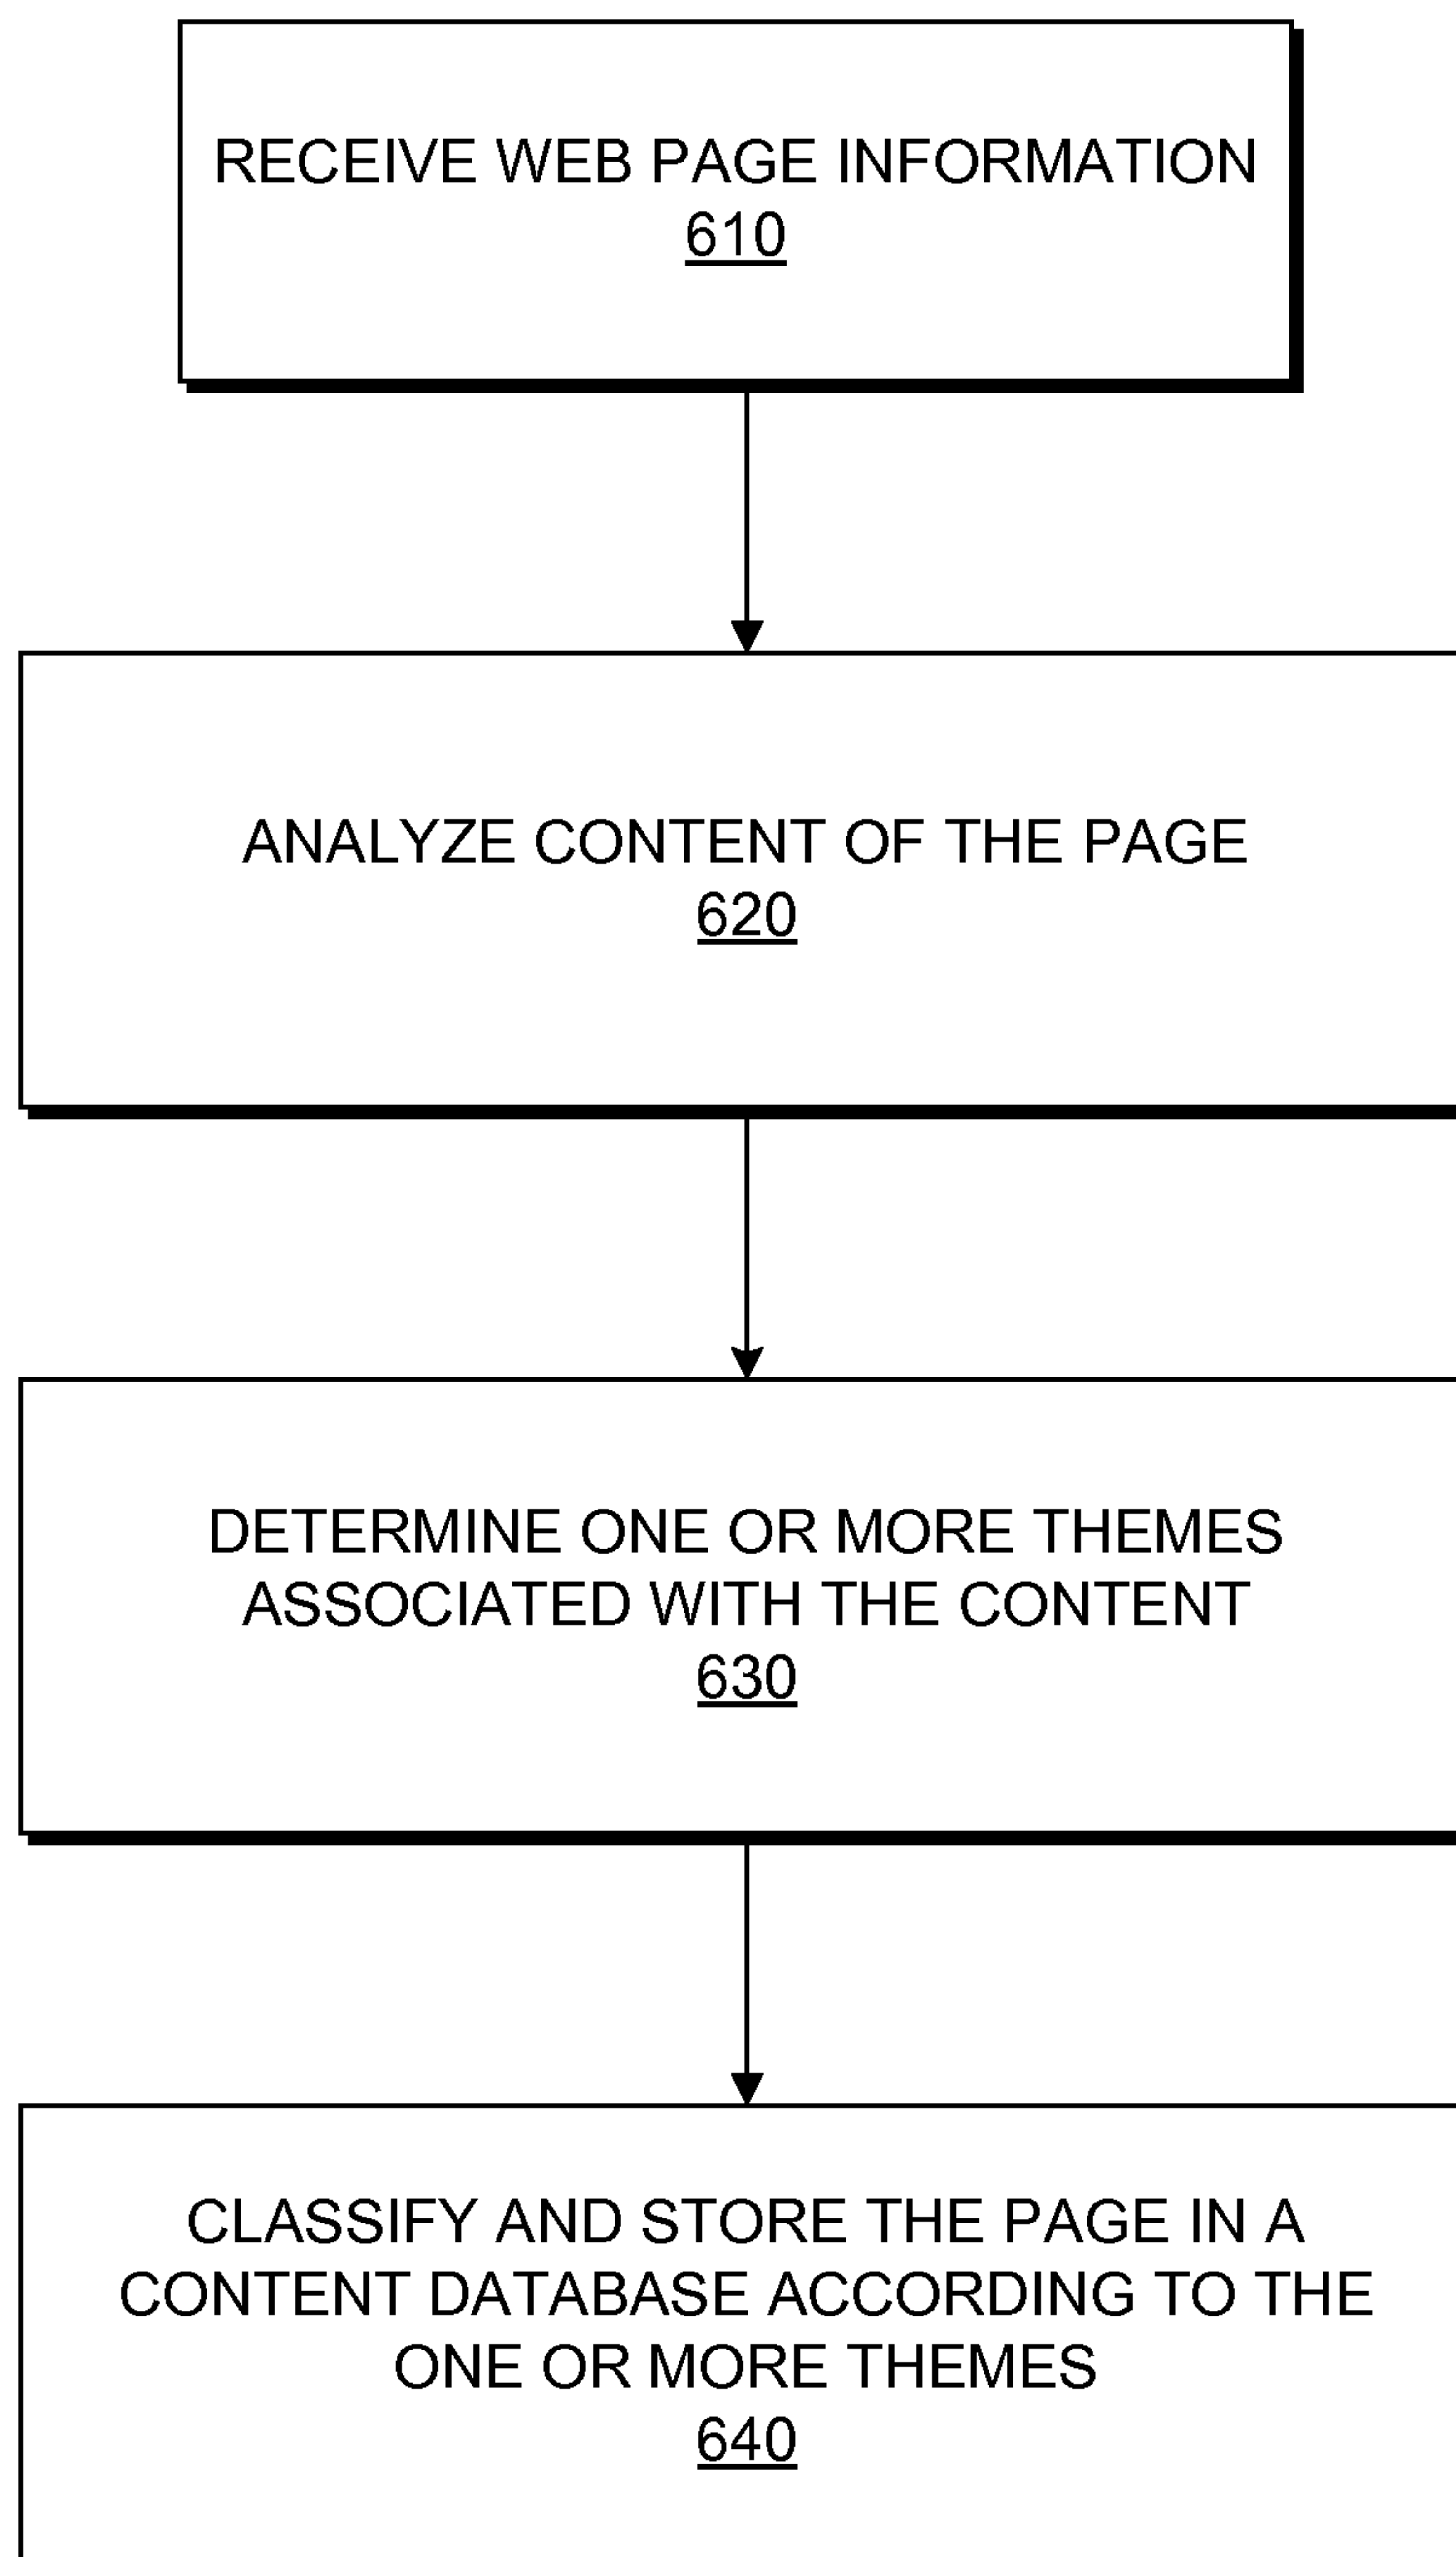 RECEIVE WEB PAGE INFORMATION
610
ANALYZE CONTENT OF THE PAGE
620
DETERMINE ONE OR MORE THEMES
ASSOCIATED WITH THE CONTENT
630
CLASSIFY AND STORE THE PAGE IN A
CONTENT DATABASE ACCORDING TO THE
ONE OR MORE THEMES
640